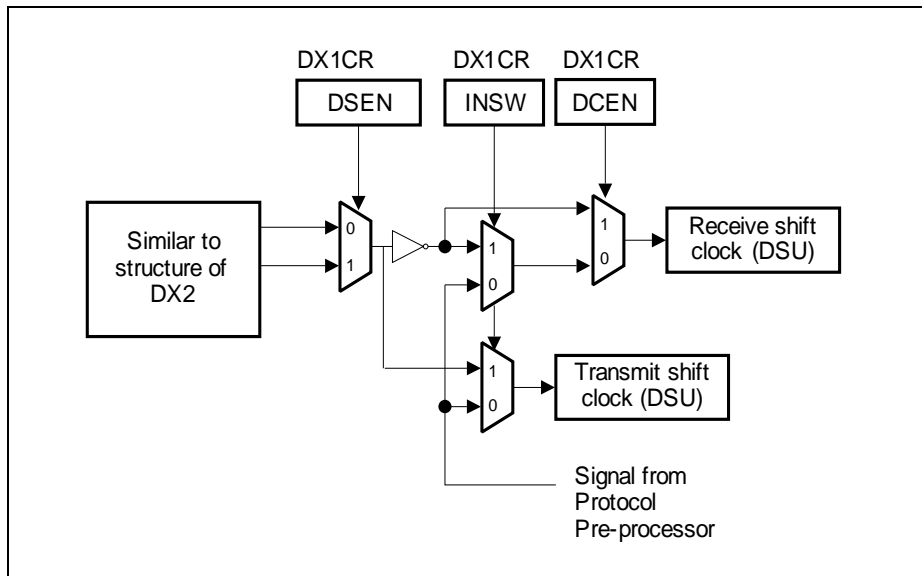 DX1CR
DX1CR
DX1CR
DSEN
INSW
DCEN
Similar to
structure of
DX2
0
1
1
0
1
0
Receive shift
clock (DSU)
1
0
Transmit shift
clock (DSU)
Signal from
Protocol
Pre-processor